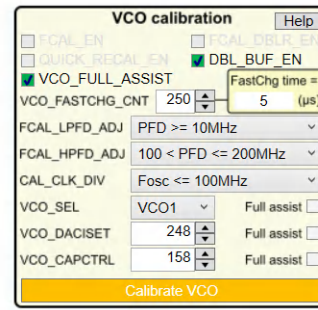 VCO calibration Help
FCAL_EN FCAL_DBLR_EN
QUICK_RECAL_EN DBL_BUF_EN
VCO_FULL_ASSIST FastChg time =
VCO_FASTCHG_CNT 250 5 (µs)
FCAL_LPFD_ADJ PFD >= 10MHz
FCAL_HPFD_ADJ 100 < PFD <= 200MHz
CAL_CLK_DIV Fosc <= 100MHz
VCO_SEL VCO1 Full assist
VCO_DACISET 248 Full assist
VCO_CAPCTRL 158 Full assist
Calibrate VCO